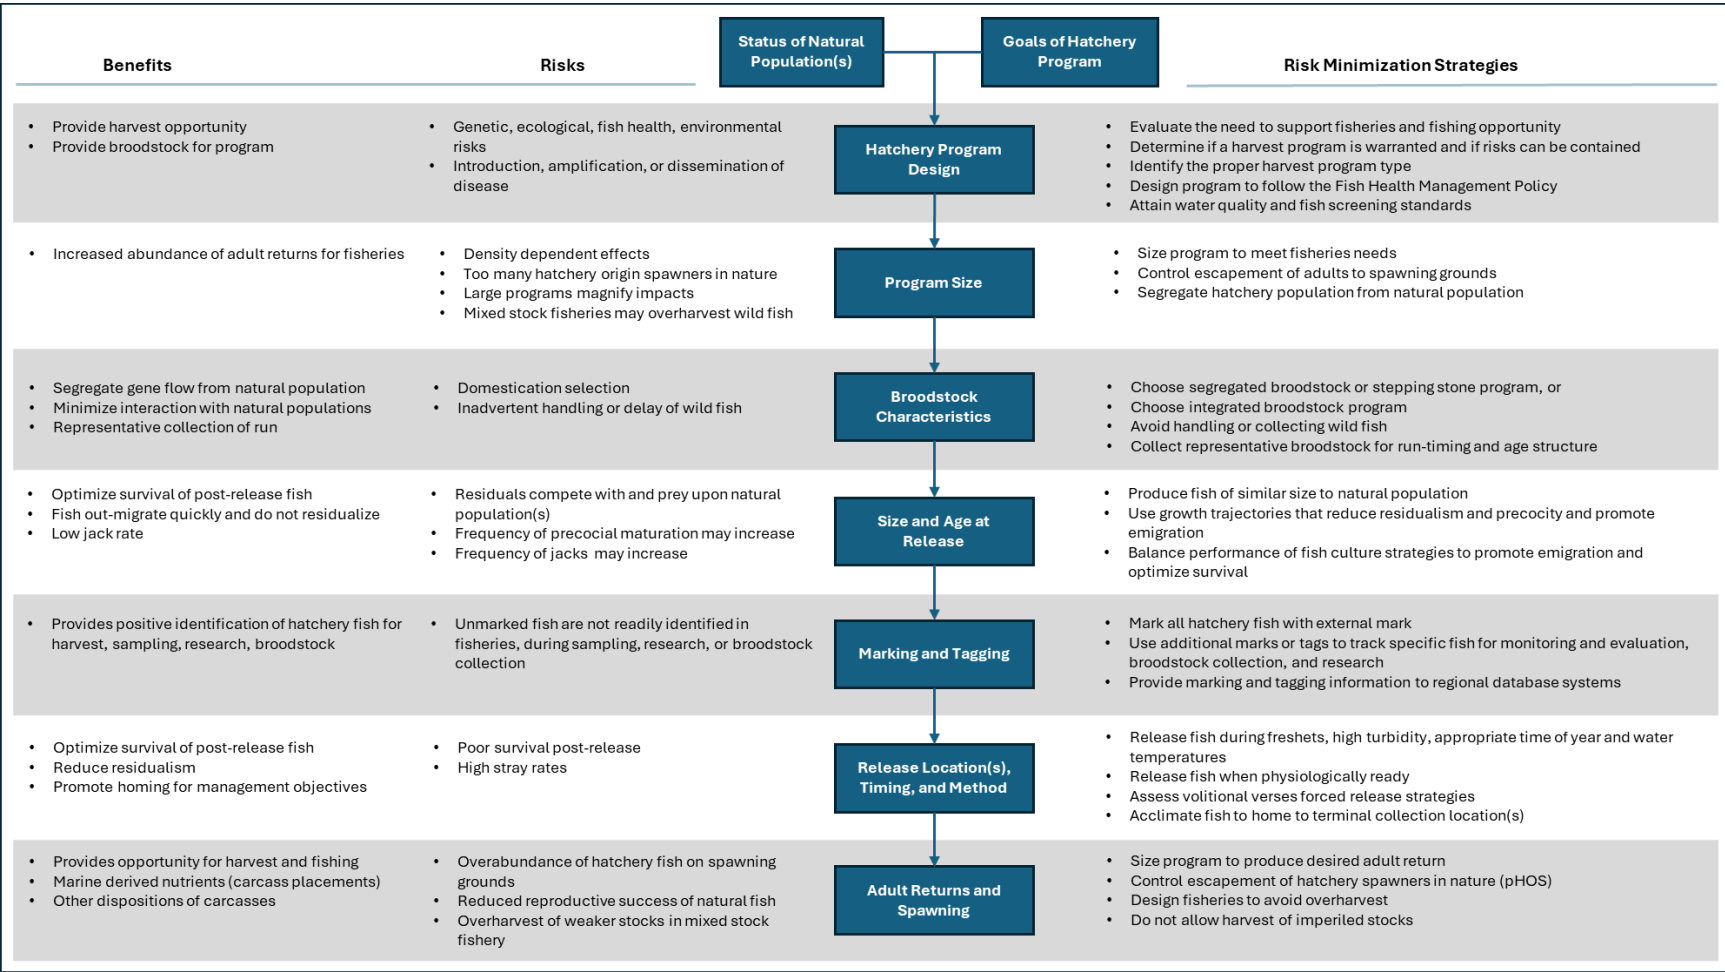 Status of Natural
Population(s)
Goals of Hatchery
Program
Benefits
Risks
Risk Minimization Strategies
• Provide harvest opportunity
• Provide broodstock for program
• Genetic, ecological, fish health, environmental
risks
• Introduction, amplification, or dissemination of
disease
Hatchery Program
Design
• Evaluate the need to support fisheries and fishing opportunity
• Determine if a harvest program is warranted and if risks can be contained
• Identify the proper harvest program type
• Design program to follow the Fish Health Management Policy
• Attain water quality and fish screening standards
• Increased abundance of adult returns for fisheries
• Density dependent effects
• Too many hatchery origin spawners in nature
• Large programs magnify impacts
• Mixed stock fisheries may overharvest wild fish
Program Size
• Size program to meet fisheries needs
• Control escapement of adults to spawning grounds
• Segregate hatchery population from natural population
• Segregate gene flow from natural population
• Minimize interaction with natural populations
• Representative collection of run
• Domestication selection
• Inadvertent handling or delay of wild fish
Broodstock
Characteristics
• Choose segregated broodstock or stepping stone program, or
• Choose integrated broodstock program
• Avoid handling or collecting wild fish
• Collect representative broodstock for run-timing and age structure
• Optimize survival of post-release fish
• Fish out-migrate quickly and do not residualize
• Low jack rate
• Residuals compete with and prey upon natural
population(s)
• Frequency of precocial maturation may increase
• Frequency of jacks may increase
Size and Age at
Release
• Produce fish of similar size to natural population
• Use growth trajectories that reduce residualism and precocity and promote
emigration
• Balance performance of fish culture strategies to promote emigration and
optimize survival
• Provides positive identification of hatchery fish for
harvest, sampling, research, broodstock
• Unmarked fish are not readily identified in
fisheries, during sampling, research, or broodstock
collection
Marking and Tagging
• Mark all hatchery fish with external mark
• Use additional marks or tags to track specific fish for monitoring and evaluation,
broodstock collection, and research
• Provide marking and tagging information to regional database systems
• Optimize survival of post-release fish
• Reduce residualism
• Promote homing for management objectives
• Poor survival post-release
• High stray rates
Release Location(s),
Timing, and Method
• Release fish during freshets, high turbidity, appropriate time of year and water
temperatures
• Release fish when physiologically ready
• Assess volitional verses forced release strategies
• Acclimate fish to home to terminal collection location(s)
• Provides opportunity for harvest and fishing
• Marine derived nutrients (carcass placements)
• Other dispositions of carcasses
• Overabundance of hatchery fish on spawning
grounds
• Reduced reproductive success of natural fish
• Overharvest of weaker stocks in mixed stock
fishery
Adult Returns and
Spawning
• Size program to produce desired adult return
• Control escapement of hatchery spawners in nature (pHOS)
• Design fisheries to avoid overharvest
• Do not allow harvest of imperiled stocks